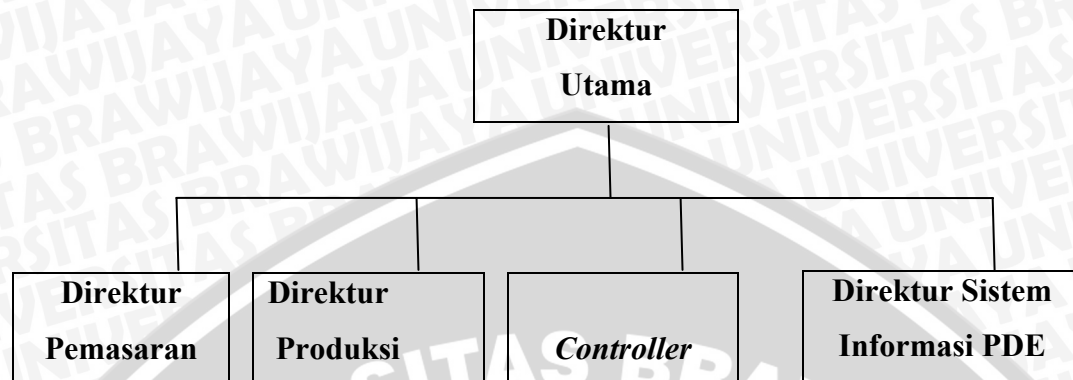 Direktur
Utama
Direktur
Pemasaran
Direktur
Produksi
Controller
Direktur Sistem
Informasi PDE